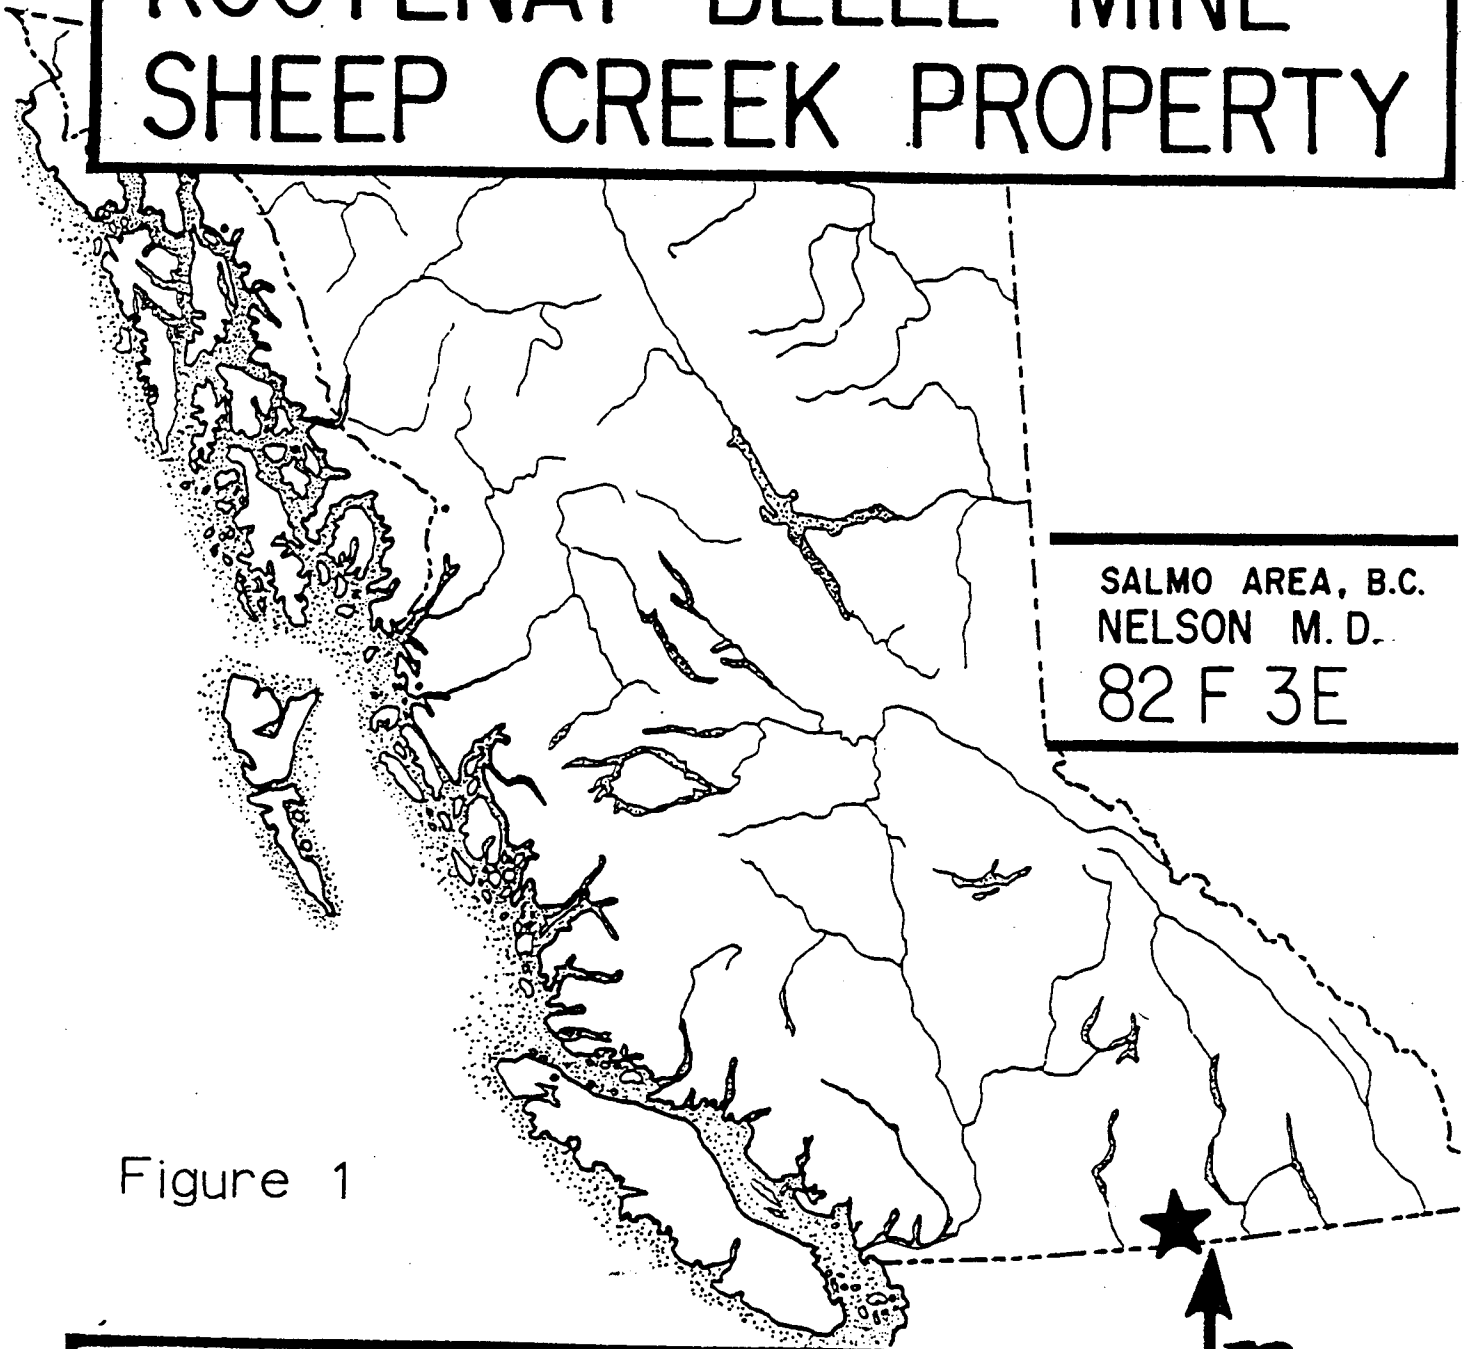 KOOTENAY BELLE MINE
SHEEP CREEK PROPERTY
SALMO AREA, B.C.
NELSON M.D.
82 F 3E
Figure 1